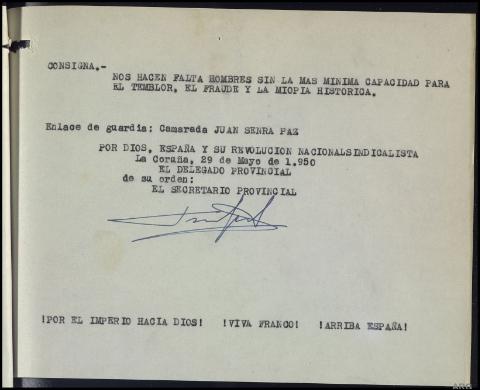 CONSIGNA.-
NOS HACEN FALTA HOMBRES SIN LA MAS MINIMA CAPACIDAD PARA
EL TEMBLOR, EL FRAUDE Y LA MIOPIA HISTORICA.
Enlace de guardia: Camarada JUAN SENRA PAZ
POR DIOS, ESPAÑA Y SU REVOLUCION NACIONALSINDICALISTA
La Coruña, 29 de Mayo de 1.950
EL DELEGADO PROVINCIAL
de su orden:
EL SECRETARIO PROVINCIAL
!POR EL IMPERIO HACIA DIOS! !VIVA FRANCO! !ARRIBA ESPAÑA!